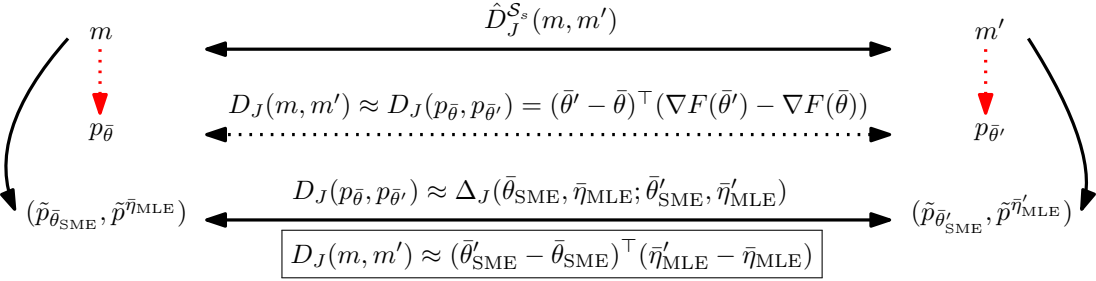 $\hat{D}_J^{\mathcal{S}_s}(m, m')$
$m$ $m'$
$D_J(m, m') \approx D_J(p_{\bar{\theta}}, p_{\bar{\theta}'}) = (\bar{\theta}' - \bar{\theta})^\top (\nabla F(\bar{\theta}') - \nabla F(\bar{\theta}))$
$p_{\bar{\theta}}$ $p_{\bar{\theta}'}$
$D_J(p_{\bar{\theta}}, p_{\bar{\theta}'}) \approx \Delta_J(\bar{\theta}_{\mathrm{SME}}, \bar{\eta}_{\mathrm{MLE}}; \bar{\theta}'_{\mathrm{SME}}, \bar{\eta}'_{\mathrm{MLE}})$
$(\tilde{p}_{\bar{\theta}_{\mathrm{SME}}}, \tilde{p}^{\bar{\eta}_{\mathrm{MLE}}})$ $(\tilde{p}_{\bar{\theta}'_{\mathrm{SME}}}, \tilde{p}^{\bar{\eta}'_{\mathrm{MLE}}})$
$D_J(m, m') \approx (\bar{\theta}'_{\mathrm{SME}} - \bar{\theta}_{\mathrm{SME}})^\top (\bar{\eta}'_{\mathrm{MLE}} - \bar{\eta}_{\mathrm{MLE}})$